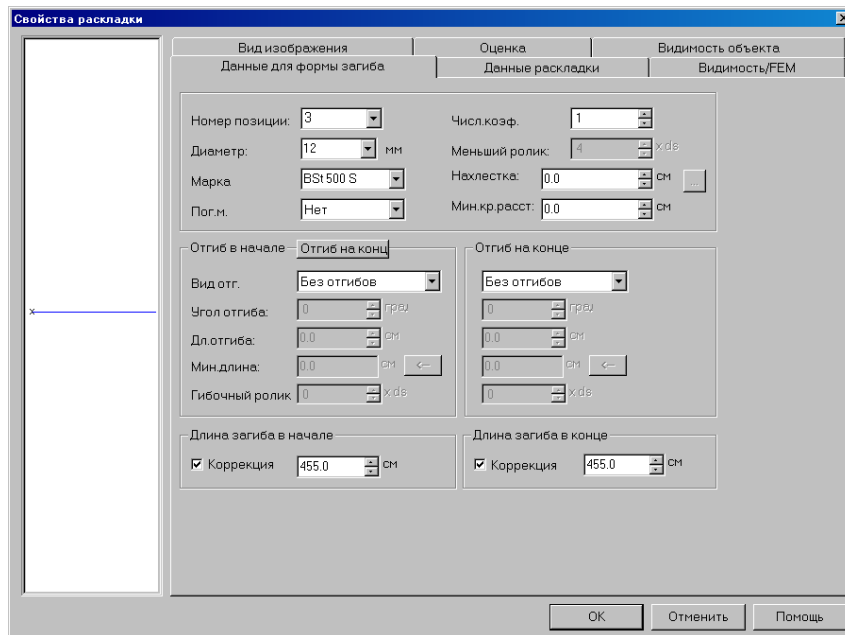 Свойства раскладки
Вид изображения Оценка Видимость объекта
Данные для формы загиба Данные раскладки Видимость/FEM
Номер позиции: 3 Числ.коэф. 1
Диаметр: 12 мм Меньший ролик: 4 x ds
Марка BSt 500 S Нахлестка: 0.0 см ...
Пог.м. Нет Мин.кр.расст: 0.0 см
Отгиб в начале Отгиб на конц Отгиб на конце
Вид отг. Без отгибов Без отгибов
Угол отгиба: 0 град 0 град
Дл.отгиба: 0.0 см 0.0 см
Мин.длина: 0.0 см <-- 0.0 см <--
Гибочный ролик 0 x ds 0 x ds
Длина загиба в начале Длина загиба в конце
Коррекция 455.0 см Коррекция 455.0 см
OK Отменить Помощь